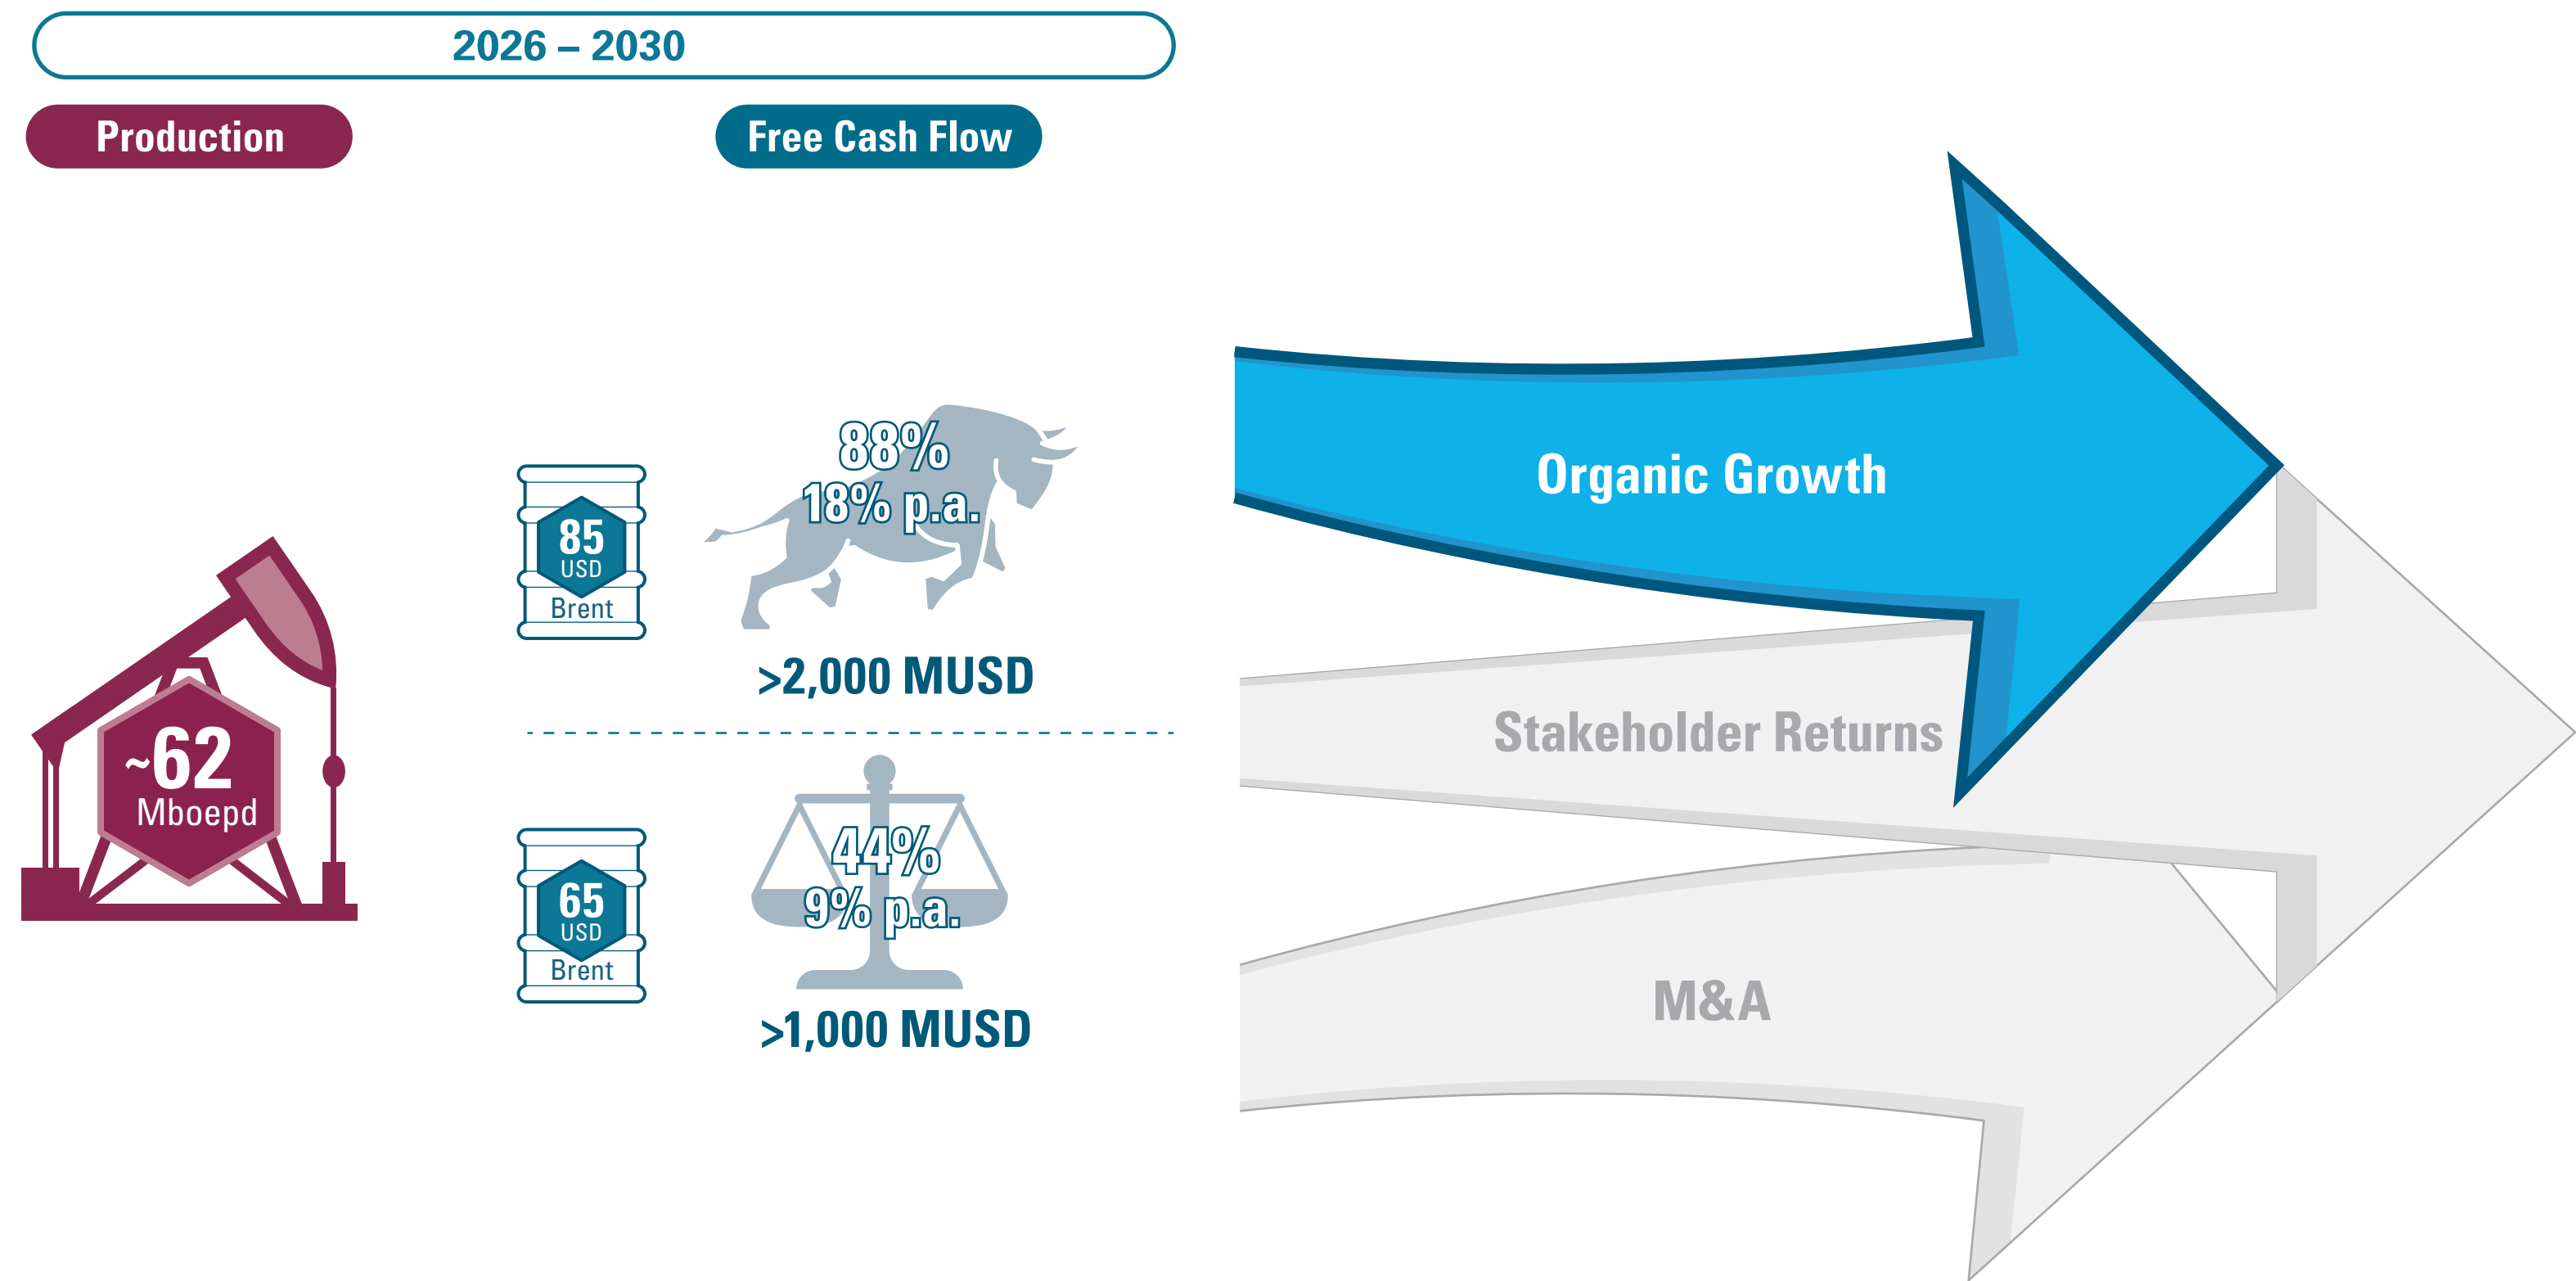 2026 – 2030
Production
Free Cash Flow
~62
Mboepd
85
USD
Brent
88%
18% p.a.
>2,000 MUSD
65
USD
Brent
44%
9% p.a.
>1,000 MUSD
Organic Growth
Stakeholder Returns
M&A